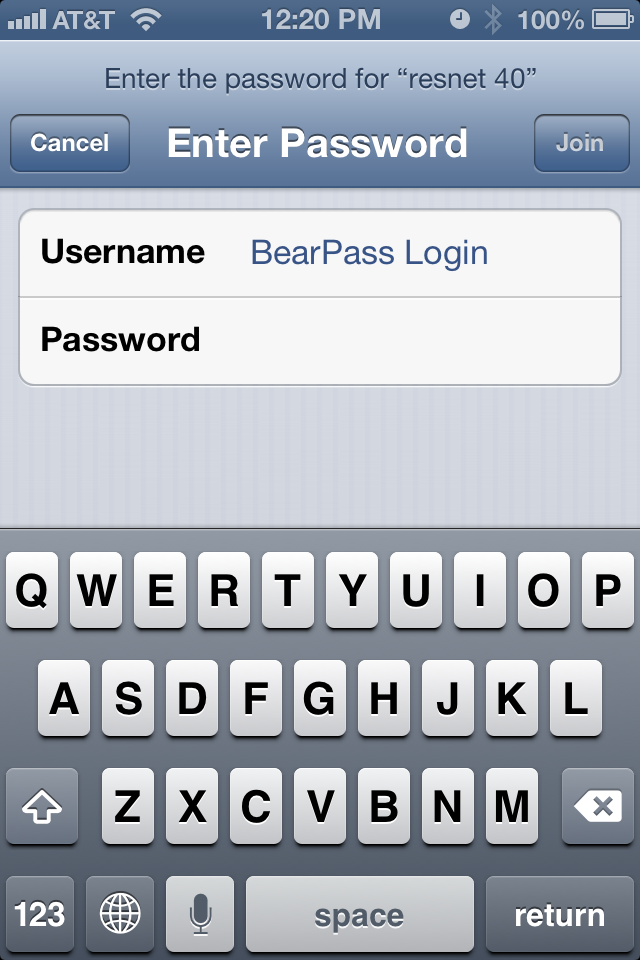 AT&T 12:20 PM 100%
Enter the password for “resnet 40”
Cancel Enter Password Join
Username BearPass Login
Password
Q W E R T Y U I O P
A S D F G H J K L
Z X C V B N M
123 space return